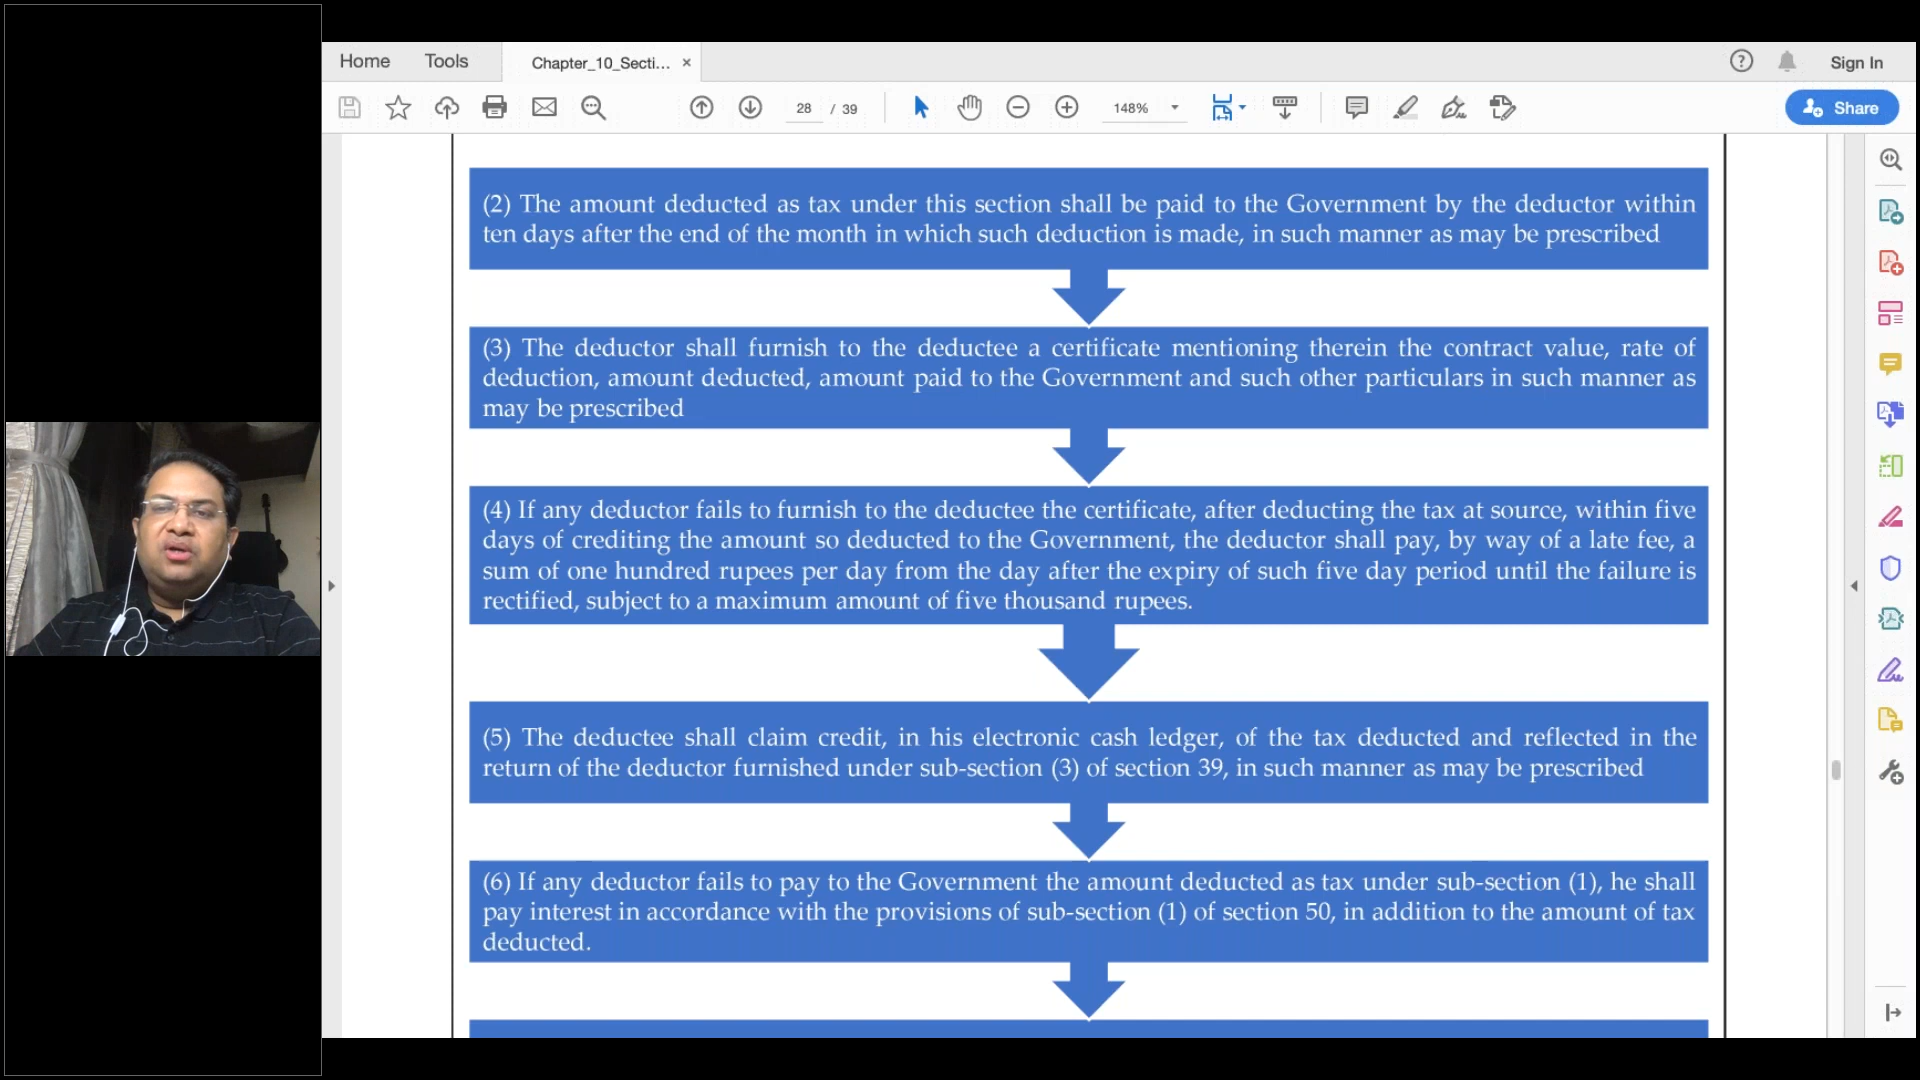 Home Tools Chapter_10_Secti... × Sign In
28 / 39 148% Share
(2) The amount deducted as tax under this section shall be paid to the Government by the deductor within
ten days after the end of the month in which such deduction is made, in such manner as may be prescribed
(3) The deductor shall furnish to the deductee a certificate mentioning therein the contract value, rate of
deduction, amount deducted, amount paid to the Government and such other particulars in such manner as
may be prescribed
(4) If any deductor fails to furnish to the deductee the certificate, after deducting the tax at source, within five
days of crediting the amount so deducted to the Government, the deductor shall pay, by way of a late fee, a
sum of one hundred rupees per day from the day after the expiry of such five day period until the failure is
rectified, subject to a maximum amount of five thousand rupees.
(5) The deductee shall claim credit, in his electronic cash ledger, of the tax deducted and reflected in the
return of the deductor furnished under sub-section (3) of section 39, in such manner as may be prescribed
(6) If any deductor fails to pay to the Government the amount deducted as tax under sub-section (1), he shall
pay interest in accordance with the provisions of sub-section (1) of section 50, in addition to the amount of tax
deducted.